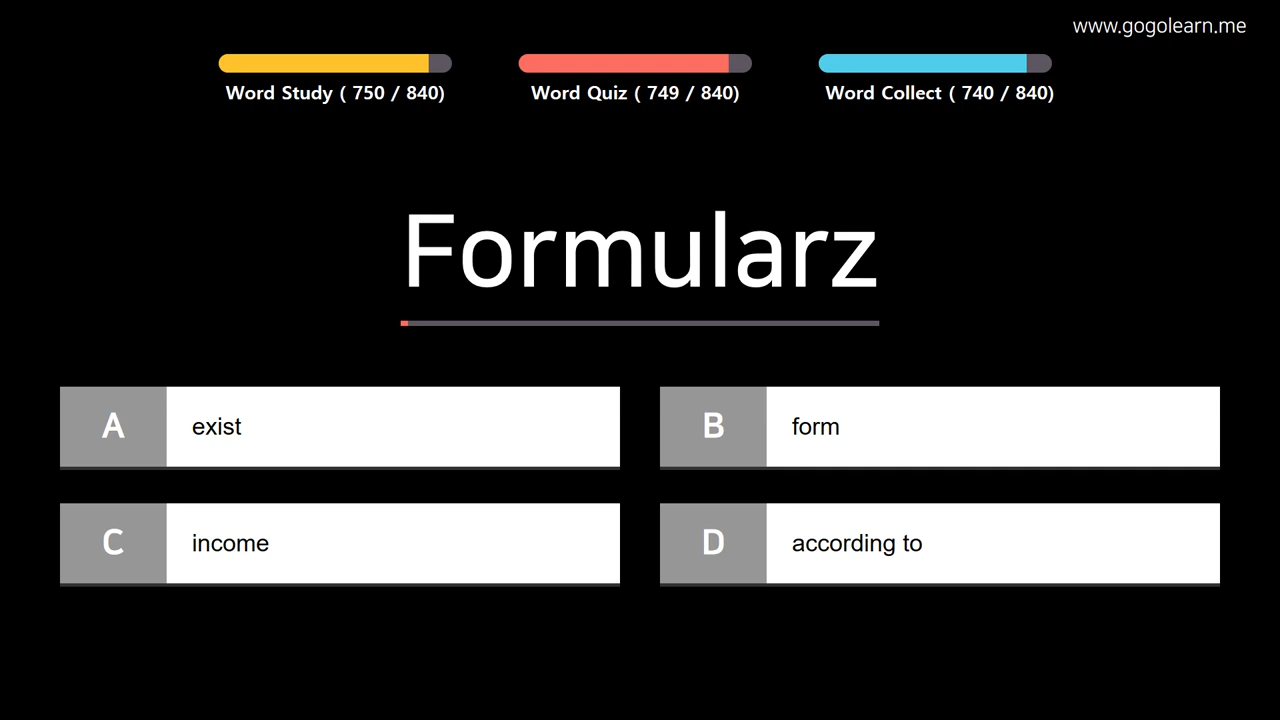 www.gogolearn.me
Word Study ( 750 / 840)
Word Quiz ( 749 / 840)
Word Collect ( 740 / 840)
Formularz
A exist
B form
C income
D according to